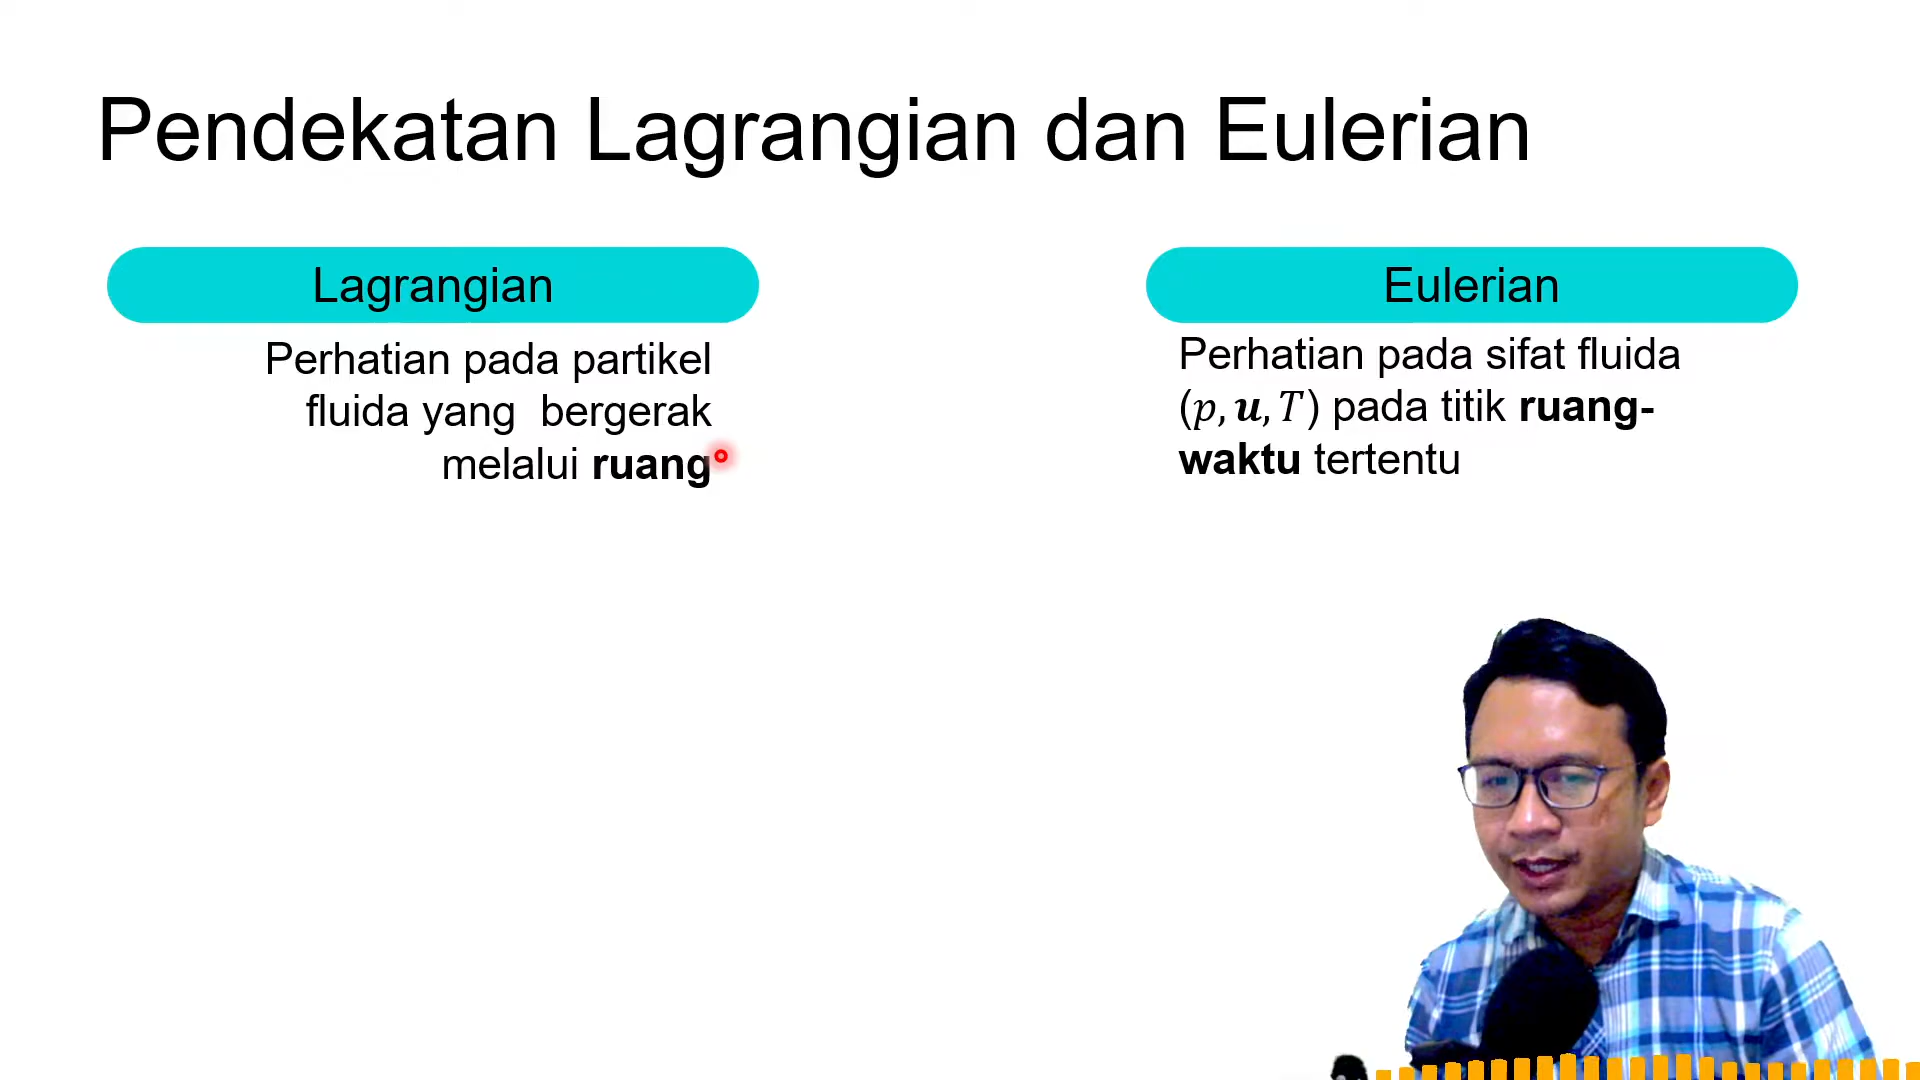 Pendekatan Lagrangian dan Eulerian
Lagrangian
Perhatian pada partikel
fluida yang bergerak
melalui ruang
Eulerian
Perhatian pada sifat fluida
(p, u, T) pada titik ruang-
waktu tertentu